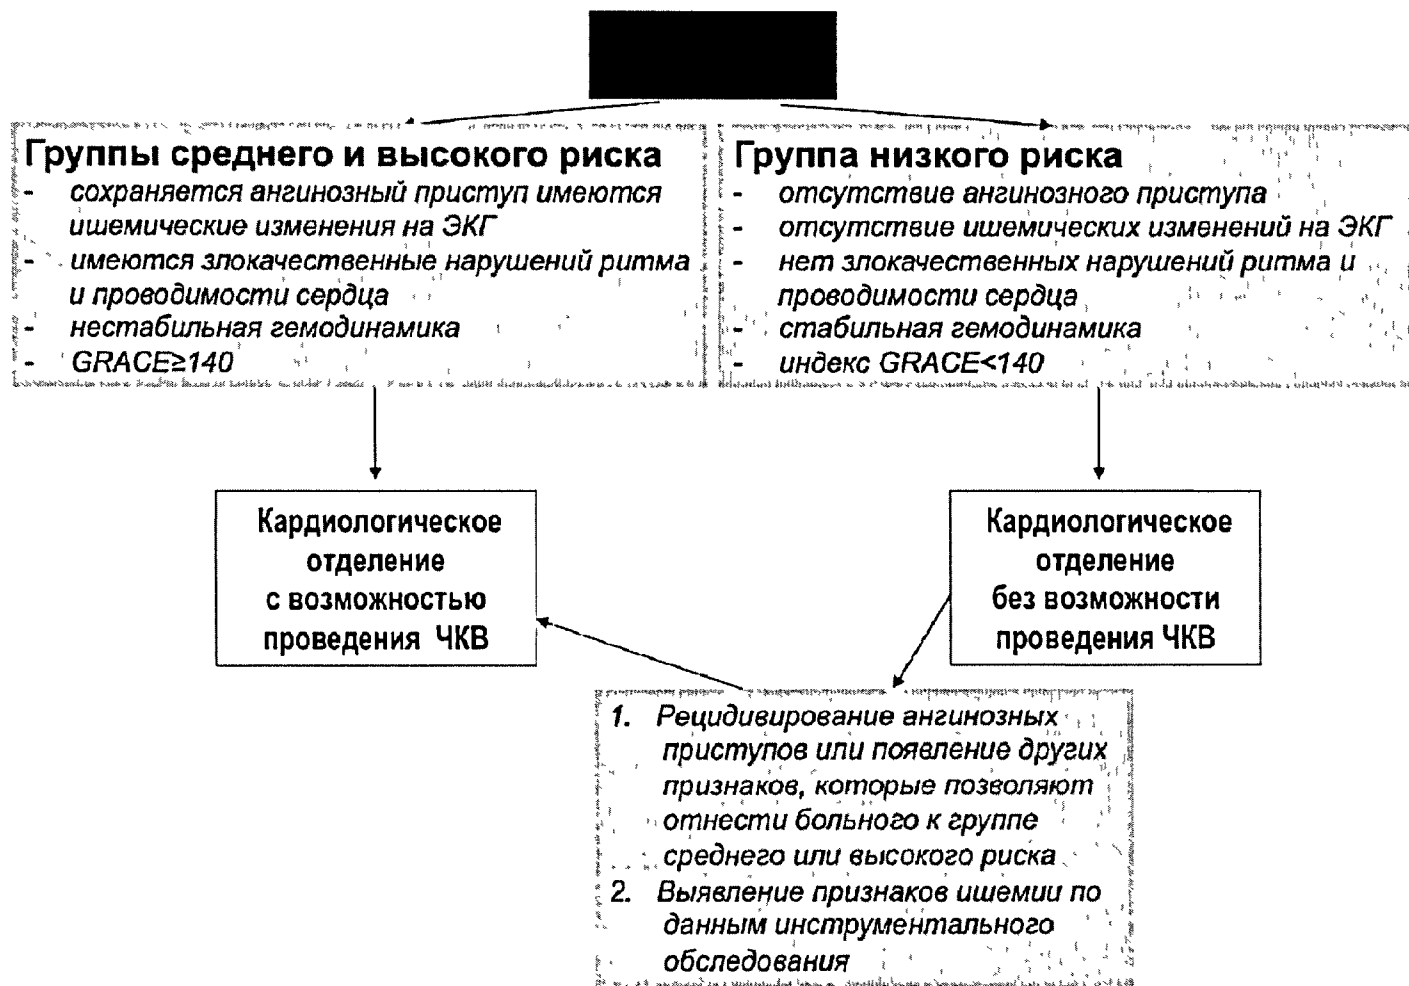 Группы среднего и высокого риска
- сохраняется ангинозный приступ имеются
ишемические изменения на ЭКГ
- имеются злокачественные нарушений ритма
и проводимости сердца
- нестабильная гемодинамика
- GRACE≥140
Группа низкого риска
- отсутствие ангинозного приступа
- отсутствие ишемических изменений на ЭКГ
- нет злокачественных нарушений ритма и
проводимости сердца
- стабильная гемодинамика
- индекс GRACE<140
Кардиологическое
отделение
с возможностью
проведения ЧКВ
Кардиологическое
отделение
без возможности
проведения ЧКВ
1. Рецидивирование ангинозных
приступов или появление других
признаков, которые позволяют
отнести больного к группе
среднего или высокого риска
2. Выявление признаков ишемии по
данным инструментального
обследования